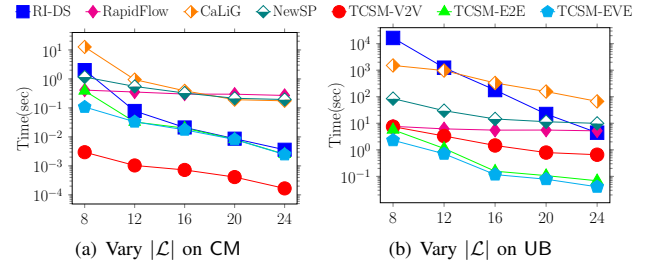 RI-DS RapidFlow CaLiG NewSP TCSM-V2V TCSM-E2E TCSM-EVE
Time(sec)
10^1
10^0
10^-1
10^-2
10^-3
10^-4
8 12 16 20 24
(a) Vary |ℒ| on CM
Time(sec)
10^4
10^3
10^2
10^1
10^0
10^-1
8 12 16 20 24
(b) Vary |ℒ| on UB